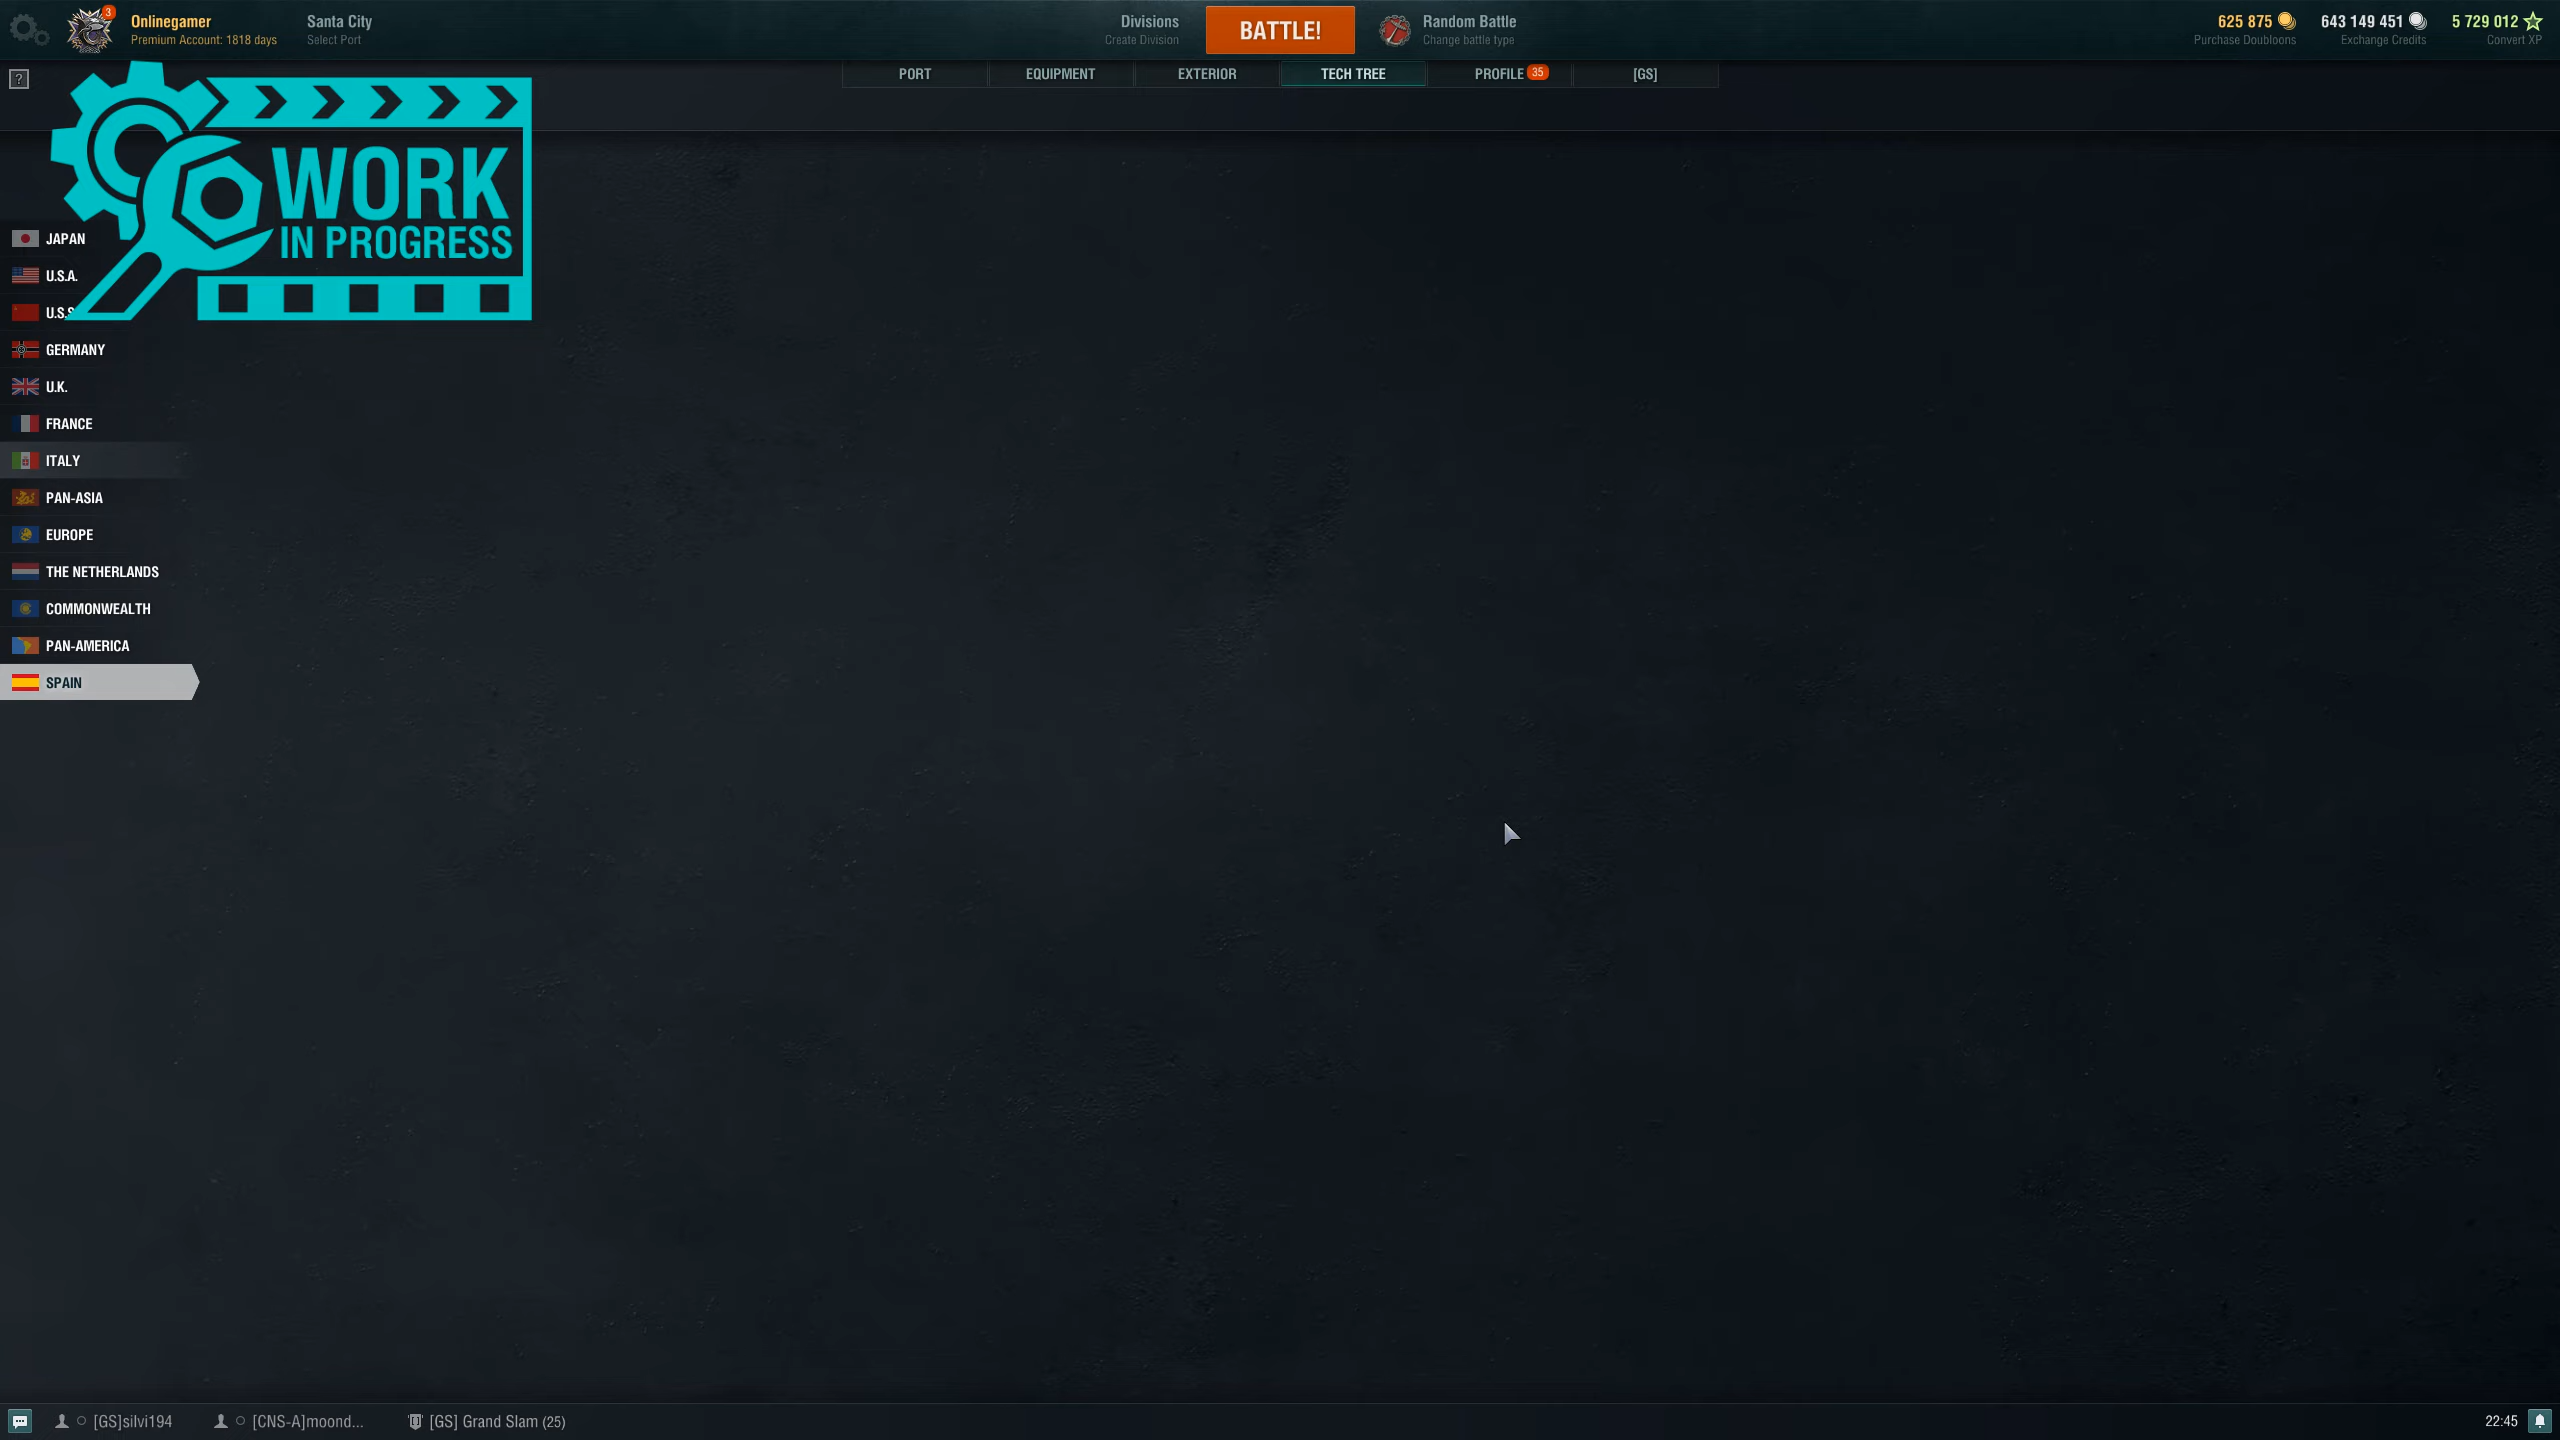 3
Onlinegamer
Premium Account: 1818 days
Santa City
Select Port
Divisions
Create Division
BATTLE!
Random Battle
Change battle type
625 875
Purchase Doubloons
643 149 451
Exchange Credits
5 729 012
Convert XP
?
PORT
EQUIPMENT
EXTERIOR
TECH TREE
PROFILE 35
[GS]
WORK
IN PROGRESS
JAPAN
U.S.A.
U.S.S
GERMANY
U.K.
FRANCE
ITALY
PAN-ASIA
EUROPE
THE NETHERLANDS
COMMONWEALTH
PAN-AMERICA
SPAIN
[GS]silvi194
[CNS-A]moond...
[GS] Grand Slam (25)
22:45